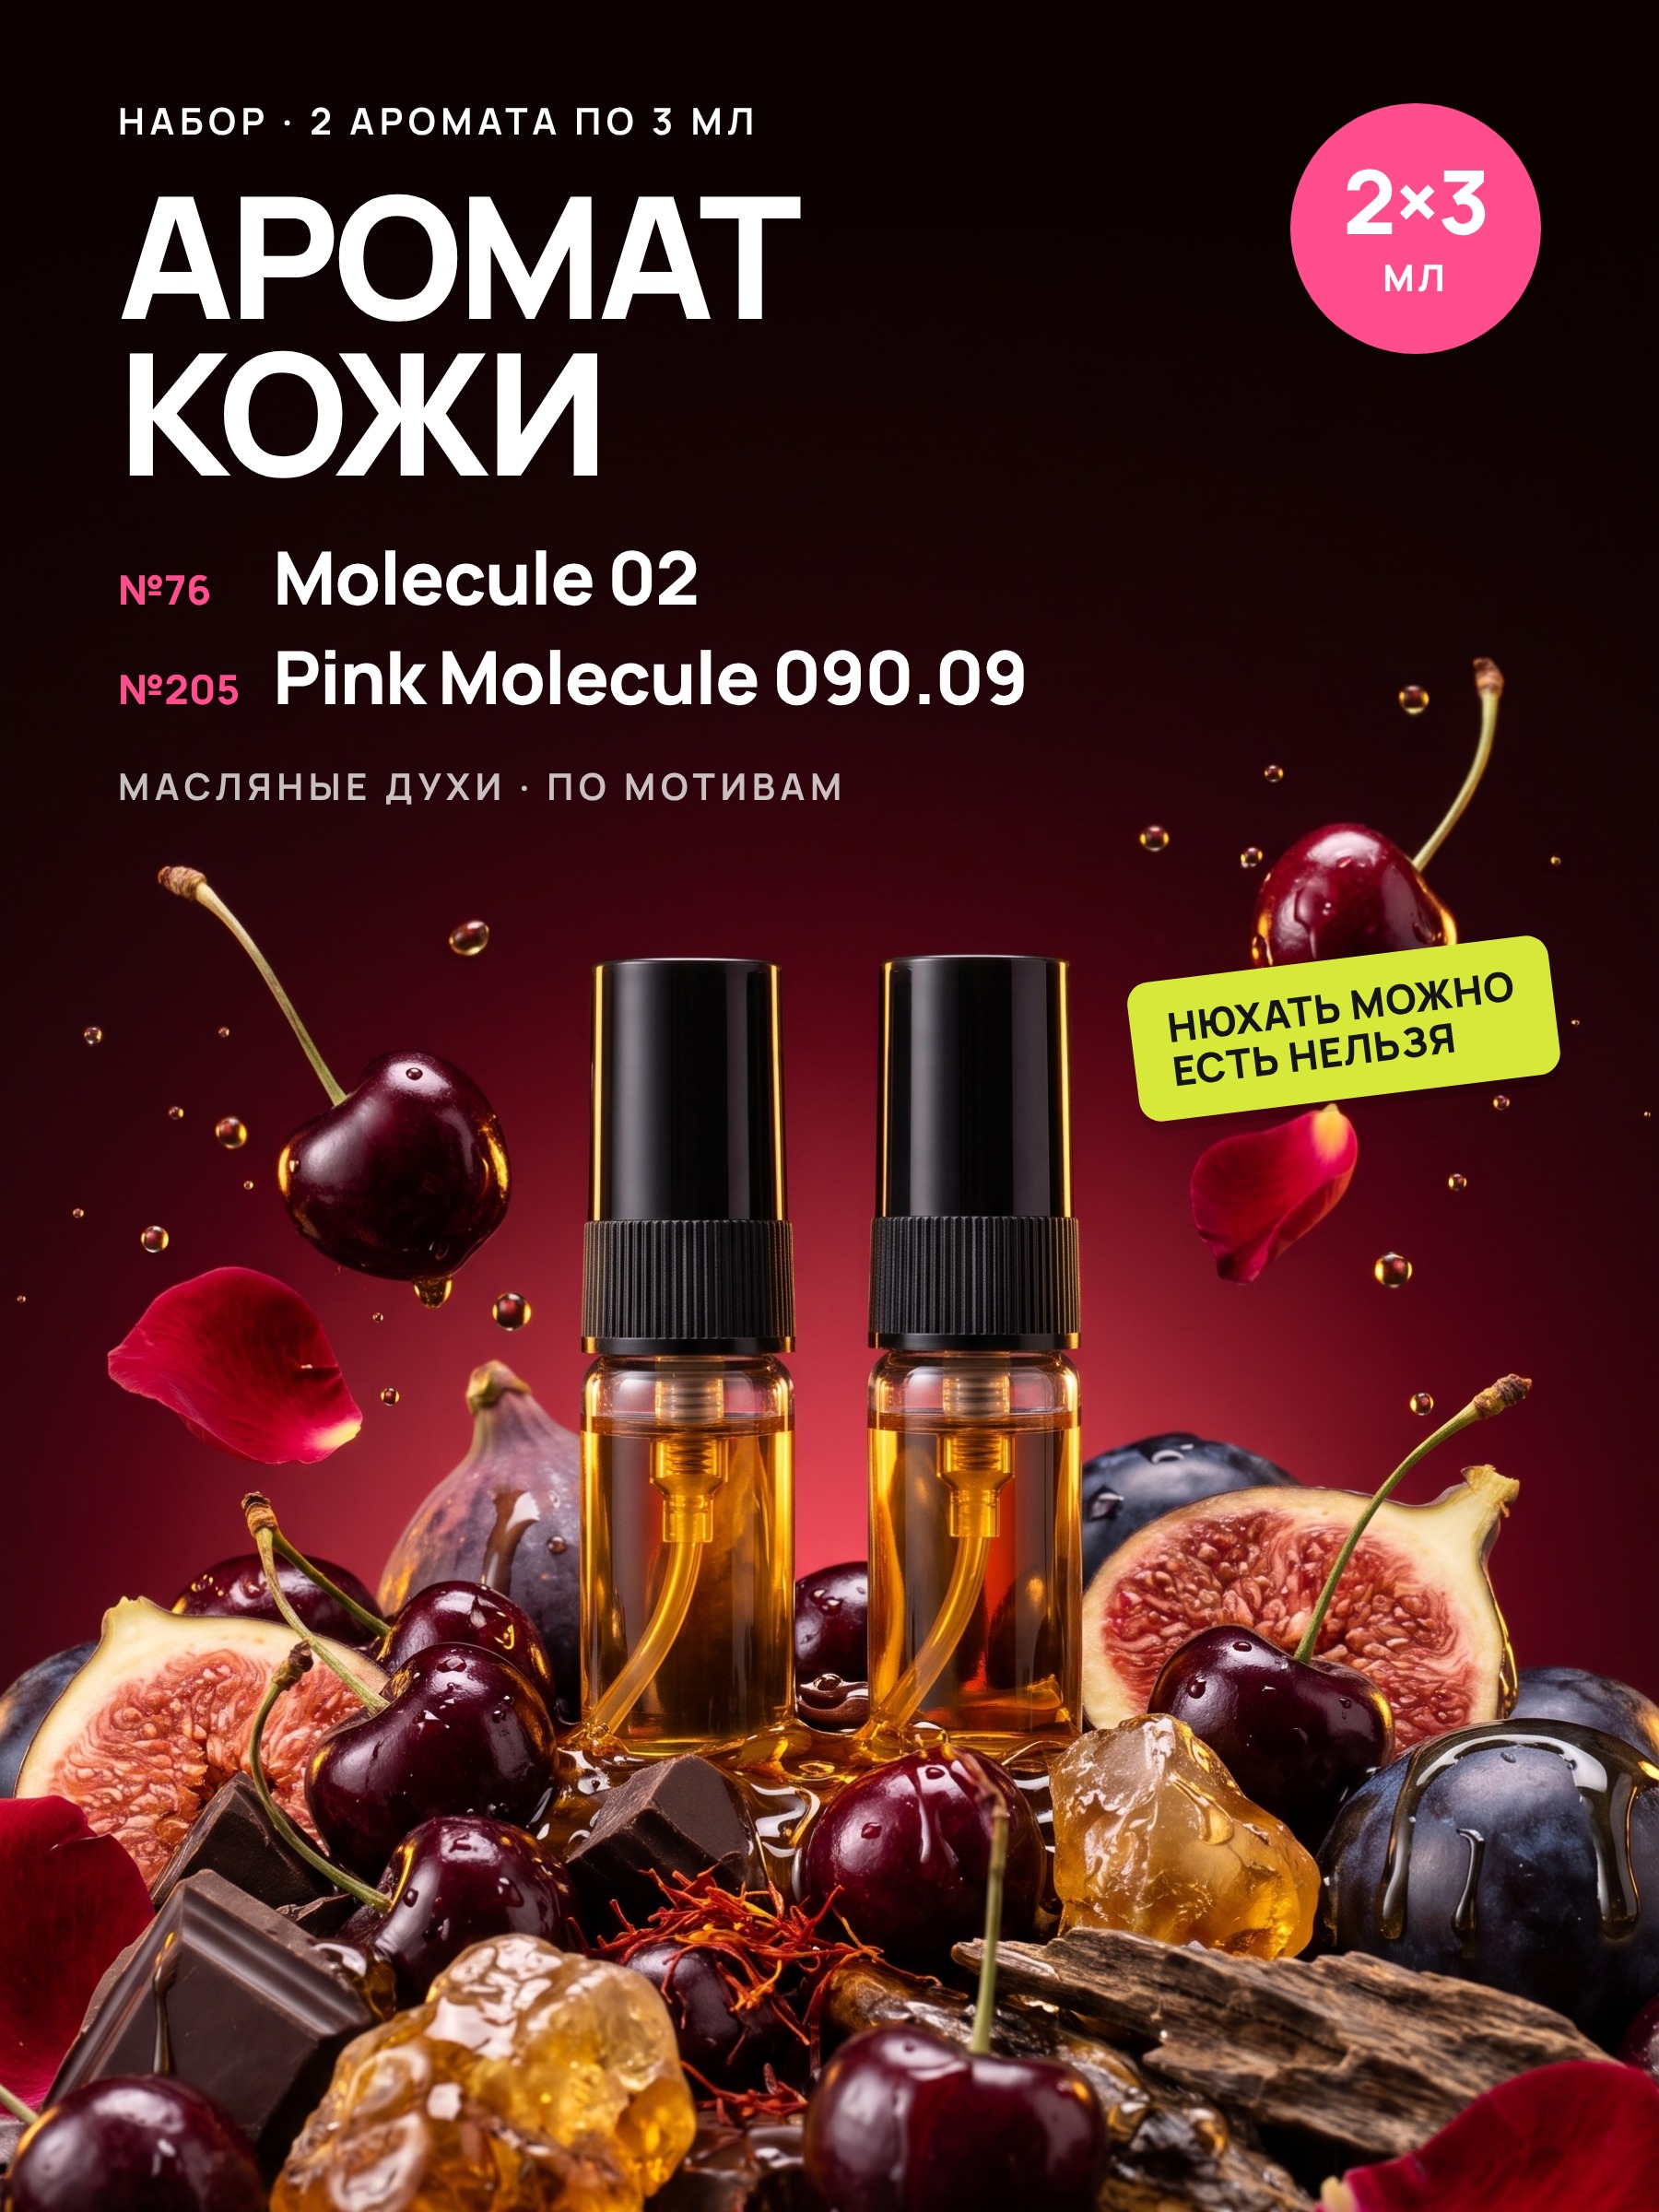 НАБОР · 2 АРОМАТА ПО 3 МЛ
2×3
МЛ
АРОМАТ
КОЖИ
№76 Molecule 02
№205 Pink Molecule 090.09
МАСЛЯНЫЕ ДУХИ · ПО МОТИВАМ
НЮХАТЬ МОЖНО
ЕСТЬ НЕЛЬЗЯ